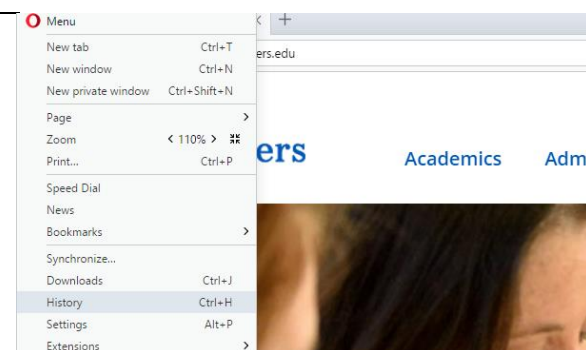 Menu
New tab Ctrl+T
ers.edu
New window Ctrl+N
New private window Ctrl+Shift+N
Page
Zoom 110%
Print... Ctrl+P
ers Academics Adm
Speed Dial
News
Bookmarks
Synchronize...
Downloads Ctrl+J
History Ctrl+H
Settings Alt+P
Extensions